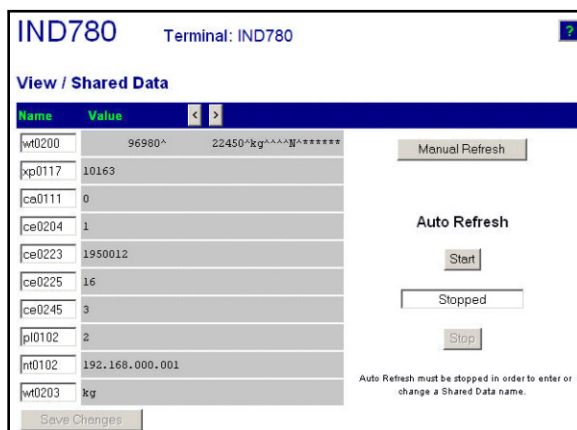 IND780 Terminal: IND780 ?
View / Shared Data
Name Value < >
wt0200 96980^ 22450^kg^^^^N^******
xp0117 10163
ca0111 0
ce0204 1
ce0223 1950012
ce0225 16
ce0245 3
pl0102 2
nt0102 192.168.000.001
wt0203 kg
Save Changes
Manual Refresh
Auto Refresh
Start
Stopped
Stop
Auto Refresh must be stopped in order to enter or
change a Shared Data name.